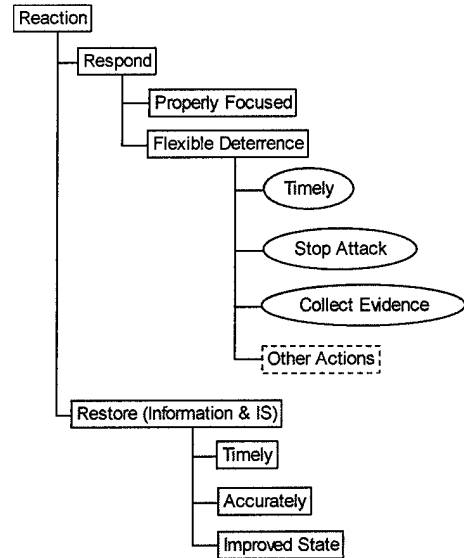 Reaction
Respond
Properly Focused
Flexible Deterrence
Timely
Stop Attack
Collect Evidence
Other Actions
Restore (Information & IS)
Timely
Accurately
Improved State